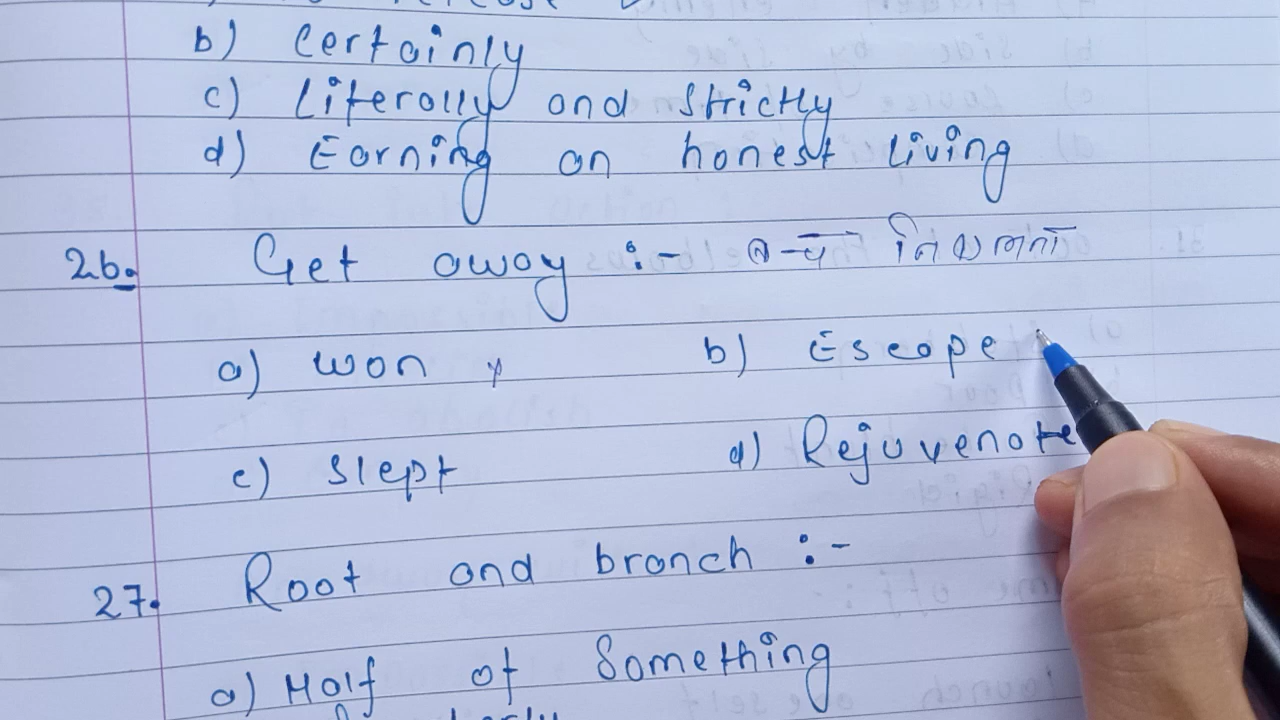 b) Certainly
c) Literally and strictly
d) Earning an honest living
26. Get away :- बच निकलना
a) Won x b) Escape
c) Slept d) Rejuvenate
27. Root and branch :-
a) Half of Something